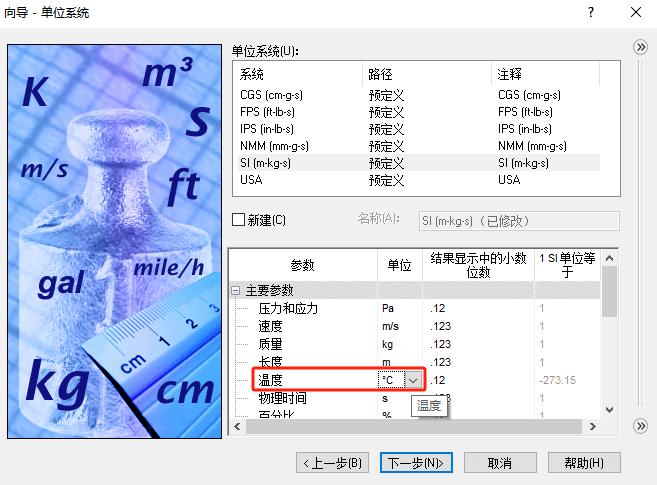 向导 - 单位系统
?
K
m³
S
m/s
ft
gal
mile/h
kg
cm
1 2 3
cm
单位系统(U):
系统 路径 注释
CGS (cm-g-s) 预定义 CGS (cm-g-s)
FPS (ft-lb-s) 预定义 FPS (ft-lb-s)
IPS (in-lb-s) 预定义 IPS (in-lb-s)
NMM (mm-g-s) 预定义 NMM (mm-g-s)
SI (m-kg-s) 预定义 SI (m-kg-s)
USA 预定义 USA
新建(C) 名称(A): SI (m-kg-s)（已修改）
参数 单位 结果显示中的小数位数 1 SI 单位等于
主要参数
压力和应力 Pa .12 1
速度 m/s .123 1
质量 kg .123 1
长度 m .123 1
温度 °C .12 -273.15
物理时间 s 1
温度
百分比 % 1
<上一步(B) 下一步(N)> 取消 帮助(H)